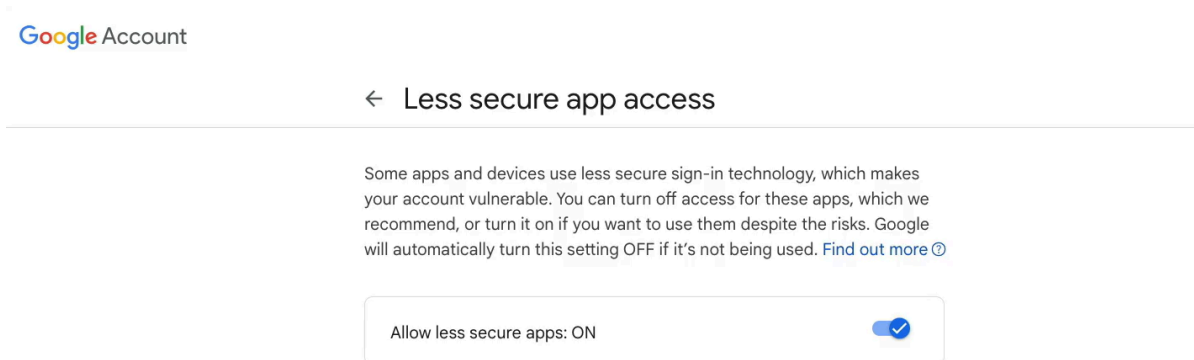 Google Account
Less secure app access
Some apps and devices use less secure sign-in technology, which makes
your account vulnerable. You can turn off access for these apps, which we
recommend, or turn it on if you want to use them despite the risks. Google
will automatically turn this setting OFF if it’s not being used. Find out more
Allow less secure apps: ON